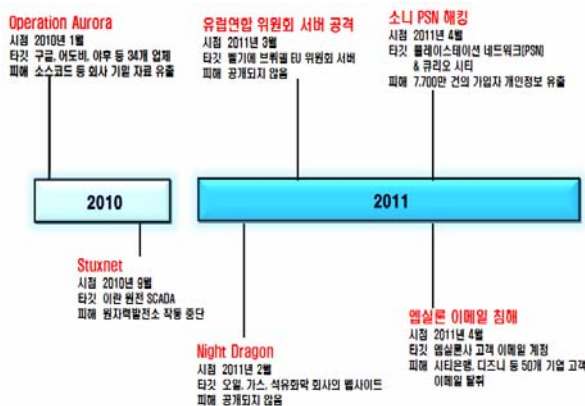 Operation Aurora
시점 2010년 1월
타깃 구글, 어도비, 야후 등 34개 업체
피해 소스코드 등 회사 기밀 자료 유출
유럽연합 위원회 서버 공격
시점 2011년 3월
타깃 벨기에 브뤼셀 EU 위원회 서버
피해 공개되지 않음
소니 PSN 해킹
시점 2011년 4월
타깃 플레이스테이션 네트워크(PSN)
& 큐리오 시티
피해 7,700만 건의 가입자 개인정보 유출
2010
2011
Stuxnet
시점 2010년 9월
타깃 이란 원전 SCADA
피해 원자력발전소 작동 중단
Night Dragon
시점 2011년 2월
타깃 오일, 가스, 석유화학 회사의 웹사이트
피해 공개되지 않음
엡실론 이메일 침해
시점 2011년 4월
타깃 엡실론사 고객 이메일 계정
피해 시티은행, 디즈니 등 50개 기업 고객
이메일 탈취